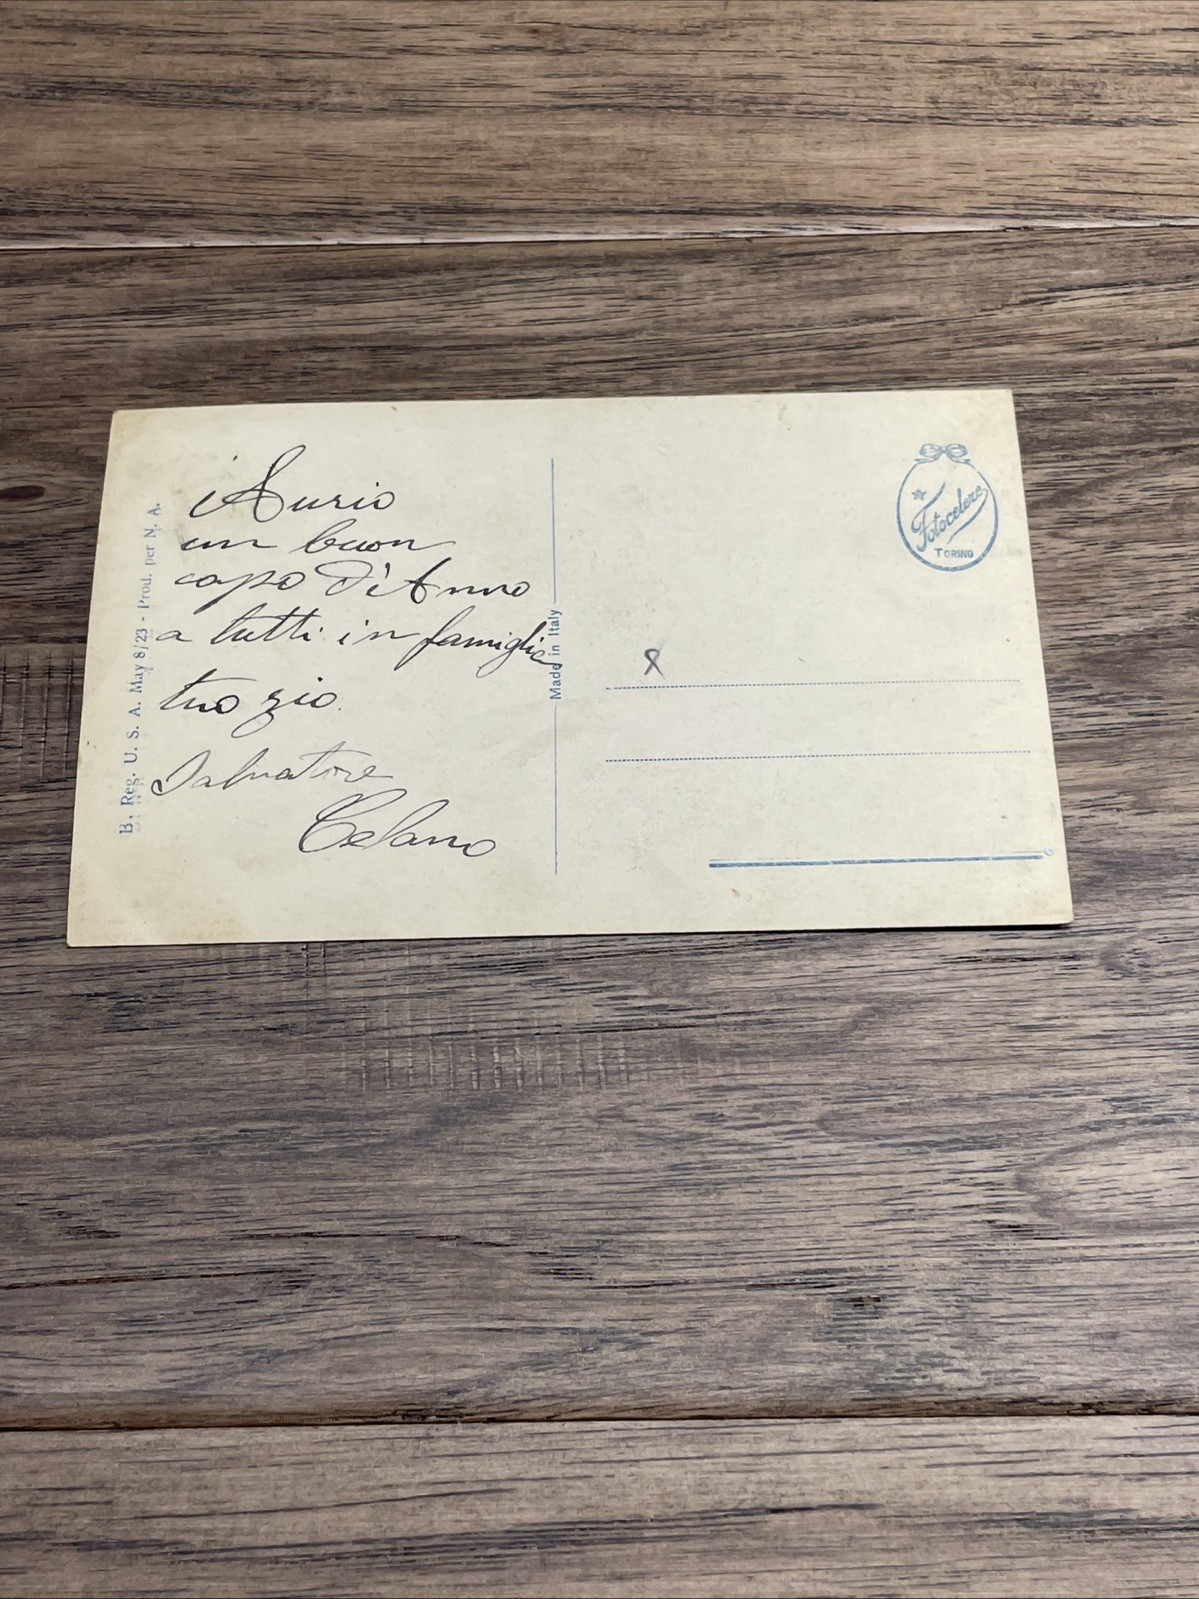 iAurio
un buon
capo d'Anno
a tutti in famiglia
tuo zio.
Salvatore
Celano
B. Reg. U. S. A. May 8/23 - Prod. per N. A.
Made in Italy
Fotocelere
TORINO